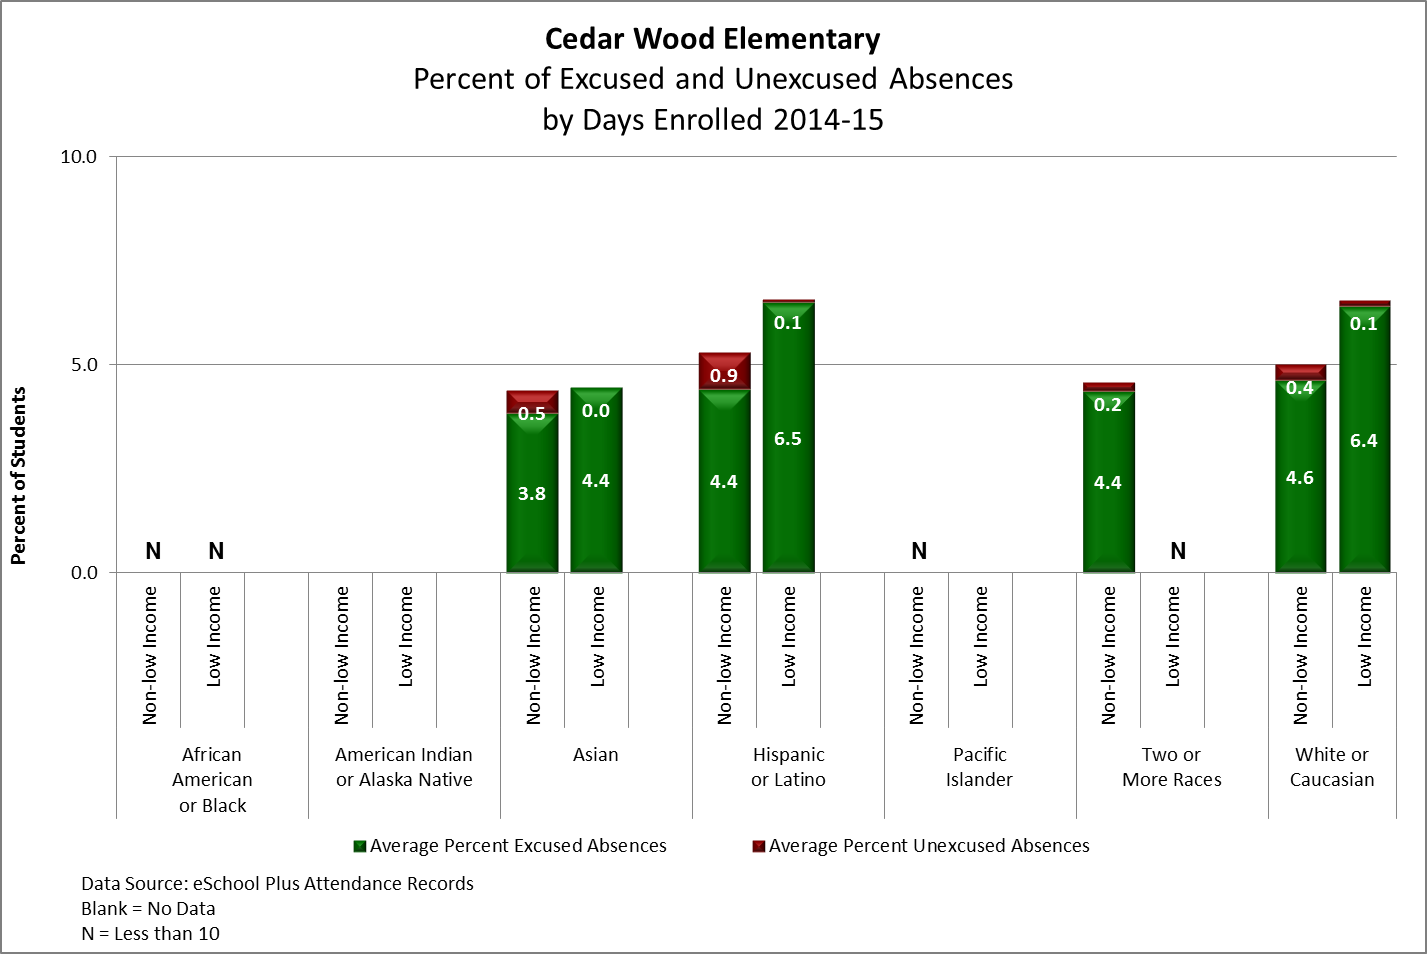 Cedar Wood Elementary
Percent of Excused and Unexcused Absences
by Days Enrolled 2014-15
Percent of Students
10.0
5.0
0.0
N
N
0.5
3.8
0.0
4.4
0.9
4.4
0.1
6.5
N
0.2
4.4
N
0.4
4.6
0.1
6.4
Non-low Income
Low Income
Non-low Income
Low Income
Non-low Income
Low Income
Non-low Income
Low Income
Non-low Income
Low Income
Non-low Income
Low Income
Non-low Income
Low Income
African
American
or Black
American Indian
or Alaska Native
Asian
Hispanic
or Latino
Pacific
Islander
Two or
More Races
White or
Caucasian
Average Percent Excused Absences
Average Percent Unexcused Absences
Data Source: eSchool Plus Attendance Records
Blank = No Data
N = Less than 10